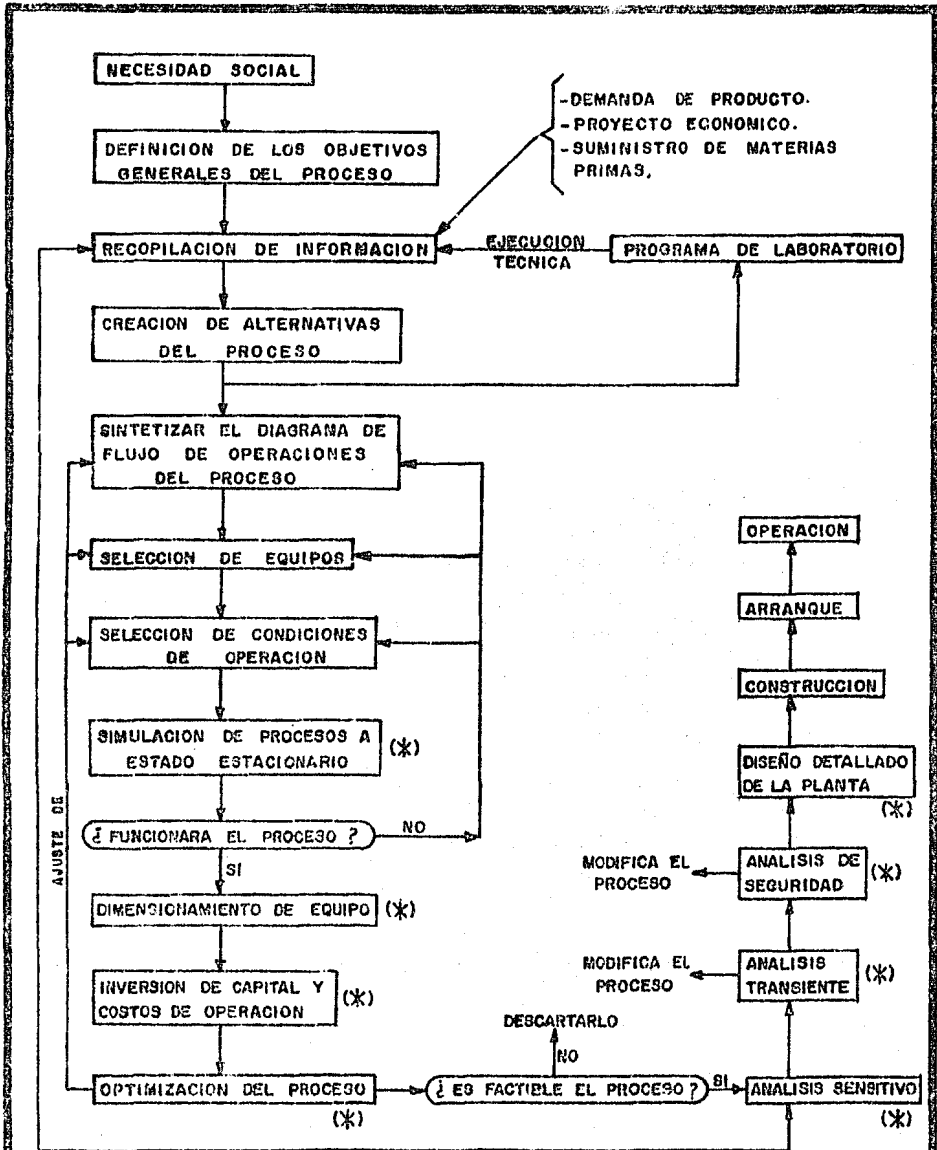 NECESIDAD SOCIAL
-DEMANDA DE PRODUCTO.
-PROYECTO ECONOMICO.
-SUMINISTRO DE MATERIAS
PRIMAS.
DEFINICION DE LOS OBJETIVOS
GENERALES DEL PROCESO
RECOPILACION DE INFORMACION
EJECUCION
TECNICA
PROGRAMA DE LABORATORIO
CREACION DE ALTERNATIVAS
DEL PROCESO
SINTETIZAR EL DIAGRAMA DE
FLUJO DE OPERACIONES
DEL PROCESO
SELECCION DE EQUIPOS
SELECCION DE CONDICIONES
DE OPERACION
SIMULACION DE PROCESOS A
ESTADO ESTACIONARIO
(*)
¿ FUNCIONARA EL PROCESO ?
NO
SI
DIMENSIONAMIENTO DE EQUIPO
(*)
INVERSION DE CAPITAL Y
COSTOS DE OPERACION
(*)
OPTIMIZACION DEL PROCESO
(*)
AJUSTE DE
DESCARTARLO
NO
¿ ES FACTIBLE EL PROCESO ?
SI
ANALISIS SENSITIVO
(*)
MODIFICA EL
PROCESO
ANALISIS
TRANSIENTE
(*)
MODIFICA EL
PROCESO
ANALISIS DE
SEGURIDAD
(*)
DISEÑO DETALLADO
DE LA PLANTA
(*)
CONSTRUCCION
ARRANQUE
OPERACION